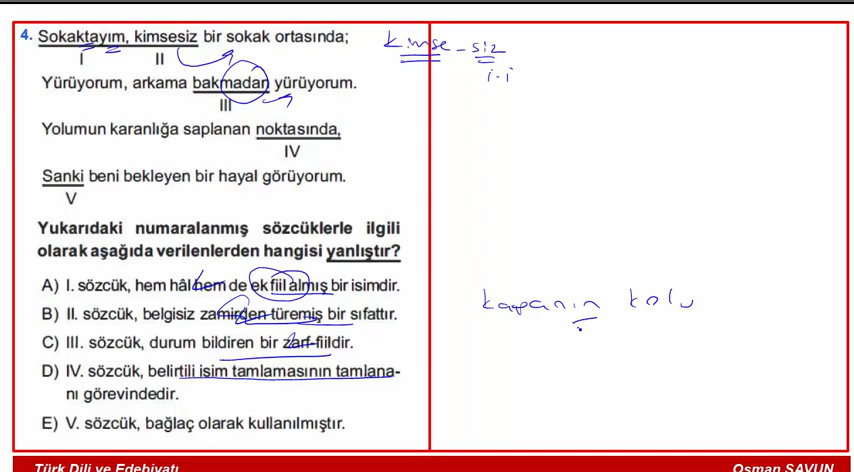 4. Sokaktayım, kimsesiz bir sokak ortasında;
I II
Yürüyorum, arkama bakmadan yürüyorum.
III
Yolumun karanlığa saplanan noktasında,
IV
Sanki beni bekleyen bir hayal görüyorum.
V
Yukarıdaki numaralanmış sözcüklerle ilgili
olarak aşağıda verilenlerden hangisi yanlıştır?
A) I. sözcük, hem hâl hem de ek fiil almış bir isimdir.
B) II. sözcük, belgisiz zamirden türemiş bir sıfattır.
C) III. sözcük, durum bildiren bir zarf-fiildir.
D) IV. sözcük, belirtili isim tamlamasının tamlana-
nı görevindedir.
E) V. sözcük, bağlaç olarak kullanılmıştır.
kimse - siz
kapının kolu
Türk Dili ve Edebiyatı
Osman SAVUN